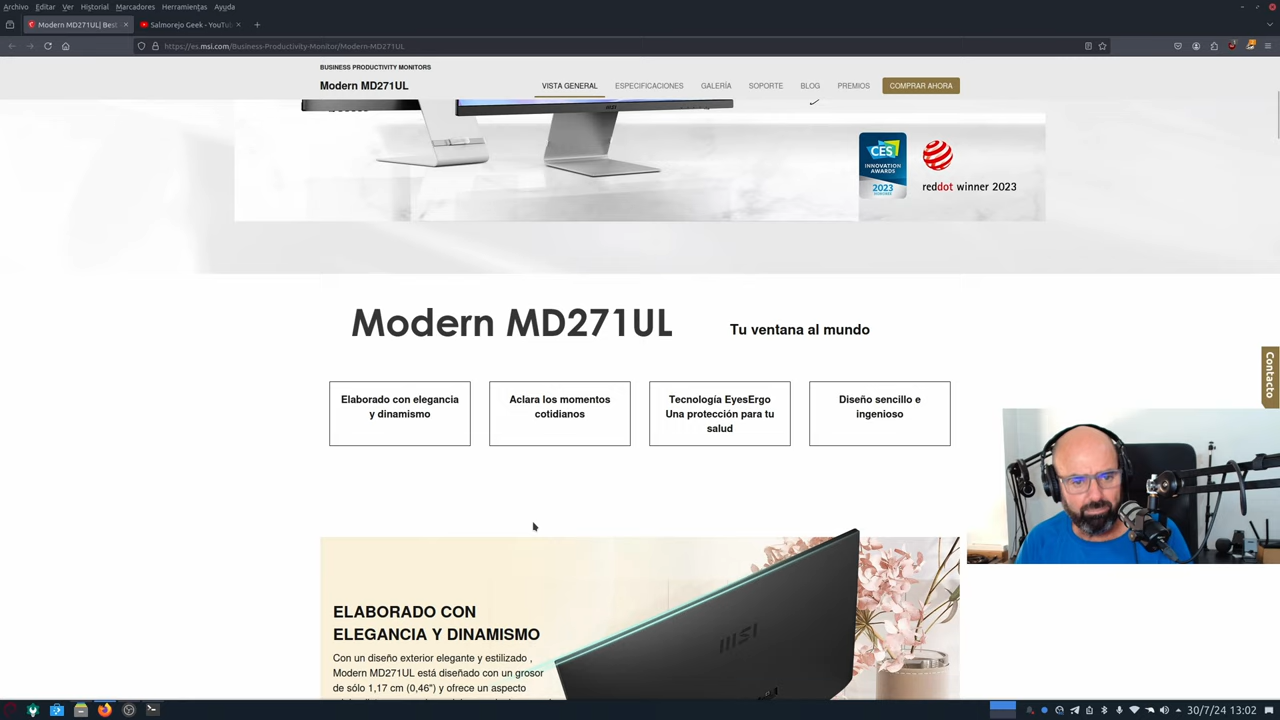 Archivo Editar Ver Historial Marcadores Herramientas Ayuda
Modern MD271UL| Best
Salmorejo Geek - YouTub
https://es.msi.com/Business-Productivity-Monitor/Modern-MD271UL
BUSINESS PRODUCTIVITY MONITORS
Modern MD271UL
VISTA GENERAL ESPECIFICACIONES GALERÍA SOPORTE BLOG PREMIOS COMPRAR AHORA
CES
INNOVATION
AWARDS
2023
reddot winner 2023
Modern MD271UL
Tu ventana al mundo
Contacto
Elaborado con elegancia
y dinamismo
Aclara los momentos
cotidianos
Tecnología EyesErgo
Una protección para tu
salud
Diseño sencillo e
ingenioso
ELABORADO CON
ELEGANCIA Y DINAMISMO
Con un diseño exterior elegante y estilizado ,
Modern MD271UL está diseñado con un grosor
de sólo 1,17 cm (0,46") y ofrece un aspecto
msi
30/7/24 13:02